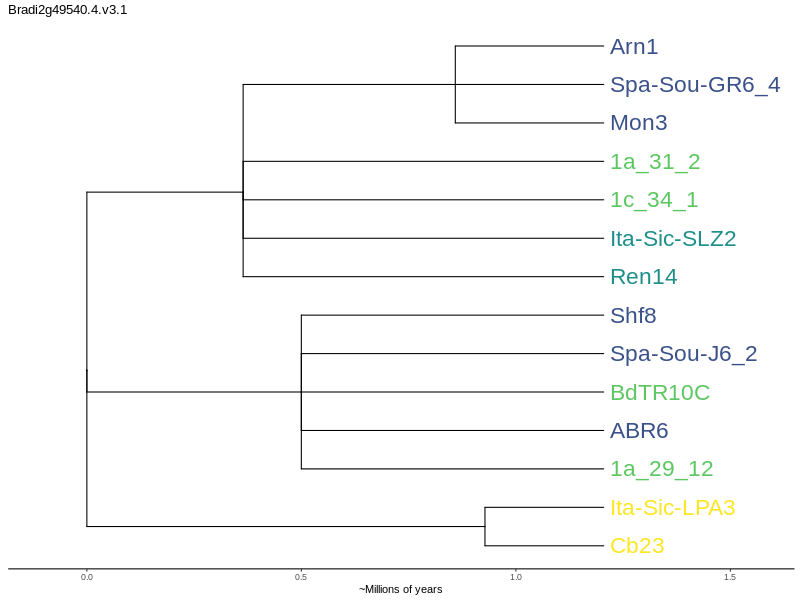 Bradi2g49540.4.v3.1
Arn1
Spa-Sou-GR6_4
Mon3
1a_31_2
1c_34_1
Ita-Sic-SLZ2
Ren14
Shf8
Spa-Sou-J6_2
BdTR10C
ABR6
1a_29_12
Ita-Sic-LPA3
Cb23
0.0 0.5 1.0 1.5
~Millions of years